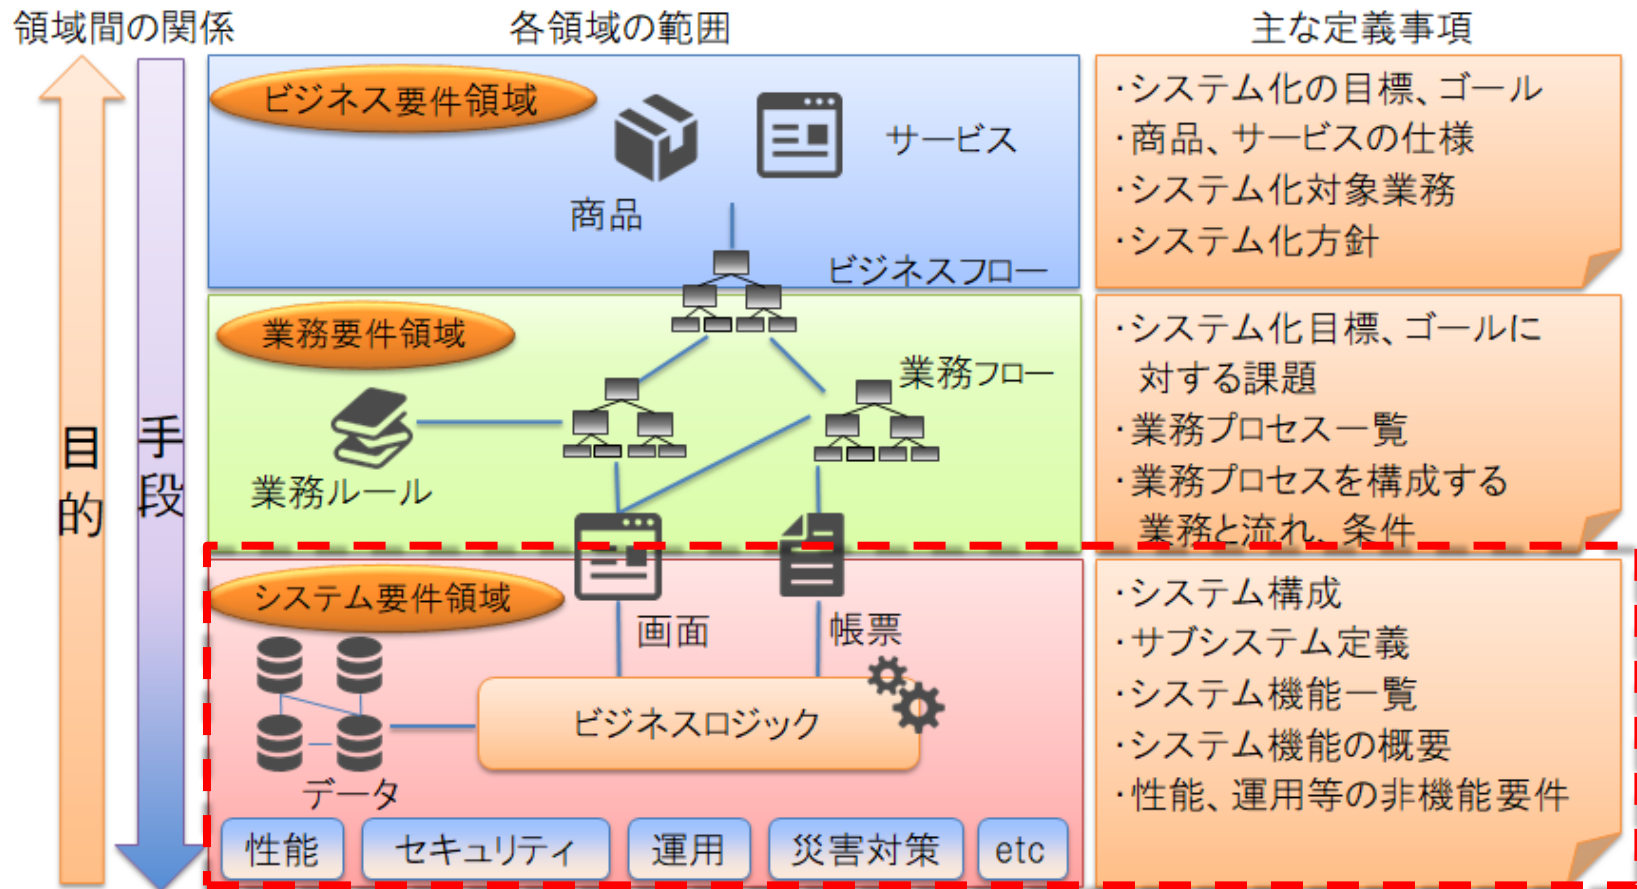 領域間の関係
各領域の範囲
主な定義事項
目的
手段
ビジネス要件領域
商品
サービス
ビジネスフロー
・システム化の目標、ゴール
・商品、サービスの仕様
・システム化対象業務
・システム化方針
業務要件領域
業務フロー
業務ルール
・システム化目標、ゴールに
対する課題
・業務プロセス一覧
・業務プロセスを構成する
業務と流れ、条件
システム要件領域
画面
帳票
ビジネスロジック
データ
性能
セキュリティ
運用
災害対策
etc
・システム構成
・サブシステム定義
・システム機能一覧
・システム機能の概要
・性能、運用等の非機能要件